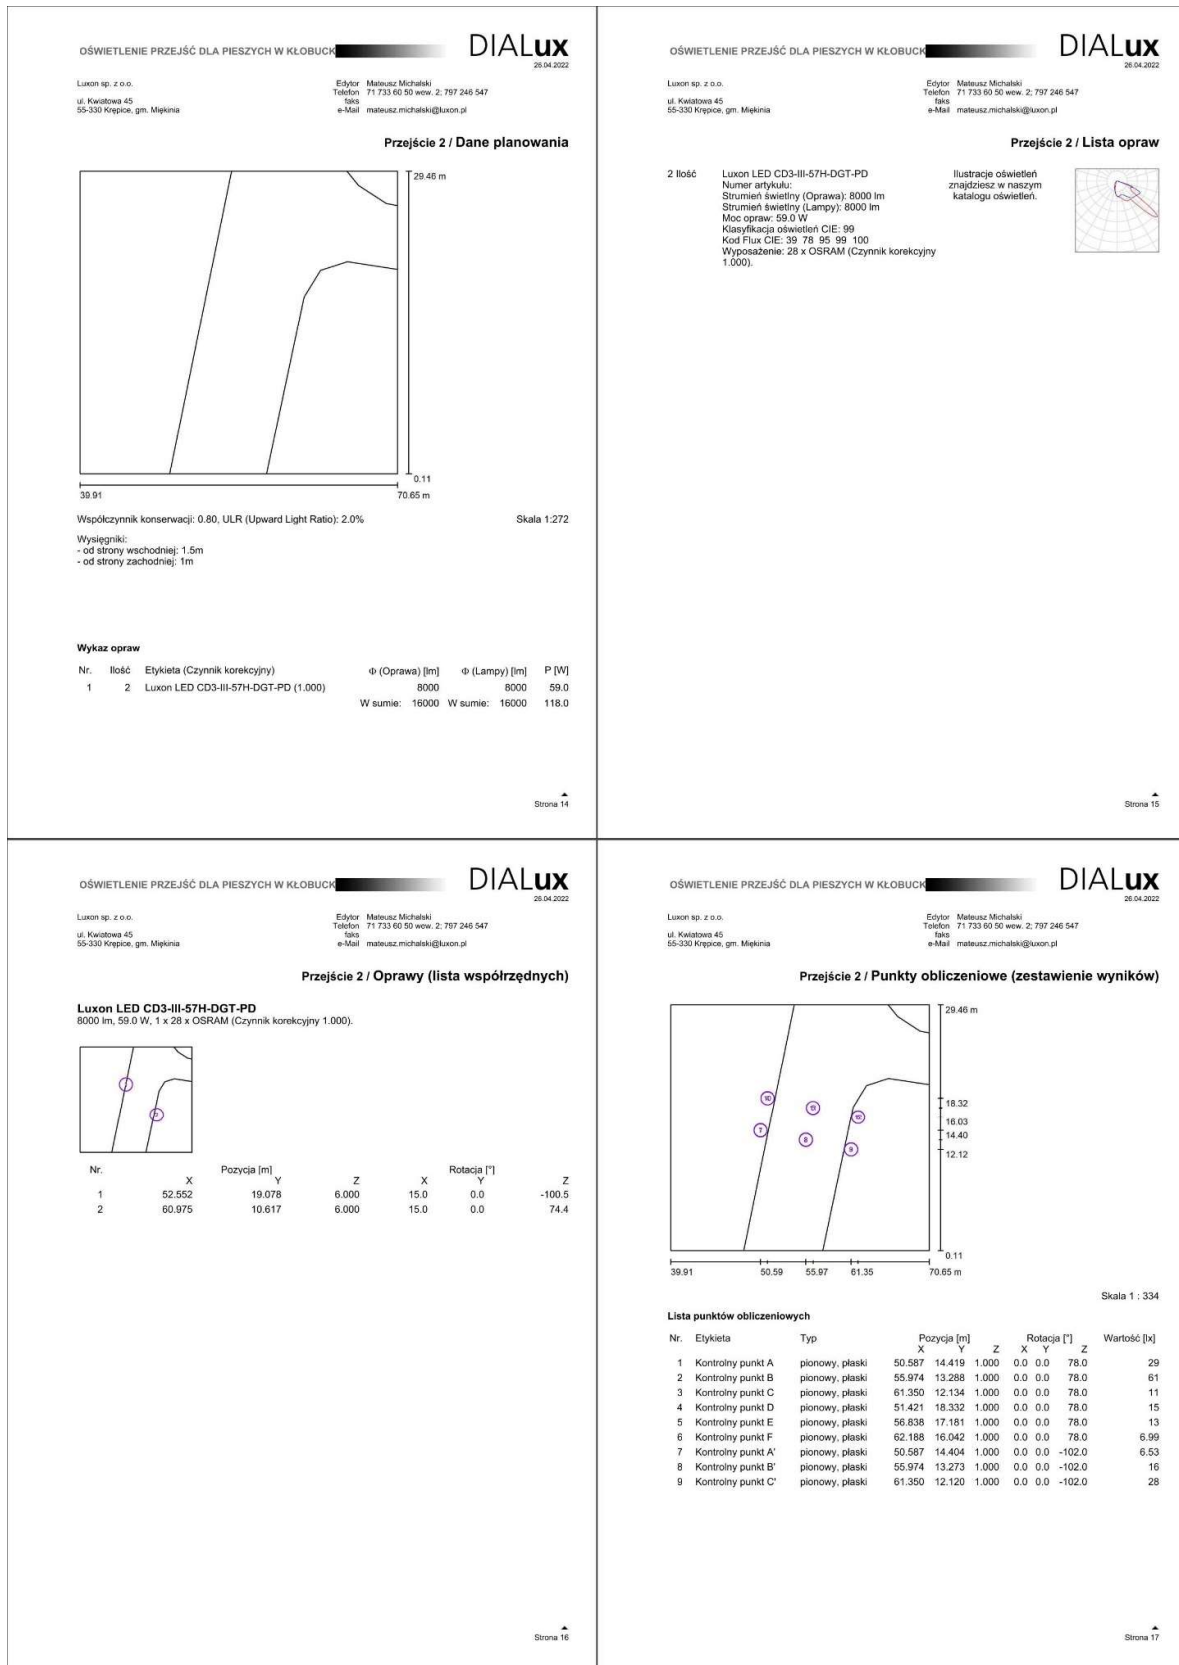 OŚWIETLENIE PRZEJŚĆ DLA PIESZYCH W KŁOBUCK
DIALux
26.04.2022
Luxon sp. z o.o.
ul. Kwiatowa 45
55-330 Krępice, gm. Miękinia
Edytor Mateusz Michalski
Telefon 71 733 60 50 wew. 2; 797 246 547
faks
e-Mail mateusz.michalski@luxon.pl
Przejście 2 / Dane planowania
29.46 m
0.11
39.91 70.65 m
Współczynnik konserwacji: 0.80, ULR (Upward Light Ratio): 2.0% Skala 1:272
Wysięgniki:
- od strony wschodniej: 1.5m
- od strony zachodniej: 1m
Wykaz opraw
Nr. Ilość Etykieta (Czynnik korekcyjny) Φ (Oprawa) [lm] Φ (Lampy) [lm] P [W]
1 2 Luxon LED CD3-III-57H-DGT-PD (1.000) 8000 8000 59.0
W sumie: 16000 W sumie: 16000 118.0
Strona 14
OŚWIETLENIE PRZEJŚĆ DLA PIESZYCH W KŁOBUCK
DIALux
26.04.2022
Luxon sp. z o.o.
ul. Kwiatowa 45
55-330 Krępice, gm. Miękinia
Edytor Mateusz Michalski
Telefon 71 733 60 50 wew. 2; 797 246 547
faks
e-Mail mateusz.michalski@luxon.pl
Przejście 2 / Lista opraw
2 Ilość Luxon LED CD3-III-57H-DGT-PD
Numer artykułu:
Strumień świetlny (Oprawa): 8000 lm
Strumień świetlny (Lampy): 8000 lm
Moc opraw: 59.0 W
Klasyfikacja oświetleń CIE: 99
Kod Flux CIE: 39 78 95 99 100
Wyposażenie: 28 x OSRAM (Czynnik korekcyjny
1.000).
Ilustracje oświetleń
znajdziesz w naszym
katalogu oświetleń.
Strona 15
OŚWIETLENIE PRZEJŚĆ DLA PIESZYCH W KŁOBUCK
DIALux
26.04.2022
Luxon sp. z o.o.
ul. Kwiatowa 45
55-330 Krępice, gm. Miękinia
Edytor Mateusz Michalski
Telefon 71 733 60 50 wew. 2; 797 246 547
faks
e-Mail mateusz.michalski@luxon.pl
Przejście 2 / Oprawy (lista współrzędnych)
Luxon LED CD3-III-57H-DGT-PD
8000 lm, 59.0 W, 1 x 28 x OSRAM (Czynnik korekcyjny 1.000).
Nr. Pozycja [m] Rotacja [°]
X Y Z X Y Z
1 52.552 19.078 6.000 15.0 0.0 -100.5
2 60.975 10.617 6.000 15.0 0.0 74.4
Strona 16
OŚWIETLENIE PRZEJŚĆ DLA PIESZYCH W KŁOBUCK
DIALux
26.04.2022
Luxon sp. z o.o.
ul. Kwiatowa 45
55-330 Krępice, gm. Miękinia
Edytor Mateusz Michalski
Telefon 71 733 60 50 wew. 2; 797 246 547
faks
e-Mail mateusz.michalski@luxon.pl
Przejście 2 / Punkty obliczeniowe (zestawienie wyników)
29.46 m
10
18.32
16.03
7
14.40
8
9
12.12
0.11
39.91 50.59 55.97 61.35 70.65 m
Skala 1 : 334
Lista punktów obliczeniowych
Nr. Etykieta Typ Pozycja [m] Rotacja [°] Wartość [lx]
X Y Z X Y Z
1 Kontrolny punkt A pionowy, płaski 50.587 14.419 1.000 0.0 0.0 78.0 29
2 Kontrolny punkt B pionowy, płaski 55.974 13.288 1.000 0.0 0.0 78.0 61
3 Kontrolny punkt C pionowy, płaski 61.350 12.134 1.000 0.0 0.0 78.0 11
4 Kontrolny punkt D pionowy, płaski 51.421 18.332 1.000 0.0 0.0 78.0 15
5 Kontrolny punkt E pionowy, płaski 56.838 17.181 1.000 0.0 0.0 78.0 13
6 Kontrolny punkt F pionowy, płaski 62.188 16.042 1.000 0.0 0.0 78.0 6.99
7 Kontrolny punkt A' pionowy, płaski 50.587 14.404 1.000 0.0 0.0 -102.0 6.53
8 Kontrolny punkt B' pionowy, płaski 55.974 13.273 1.000 0.0 0.0 -102.0 16
9 Kontrolny punkt C' pionowy, płaski 61.350 12.120 1.000 0.0 0.0 -102.0 28
Strona 17